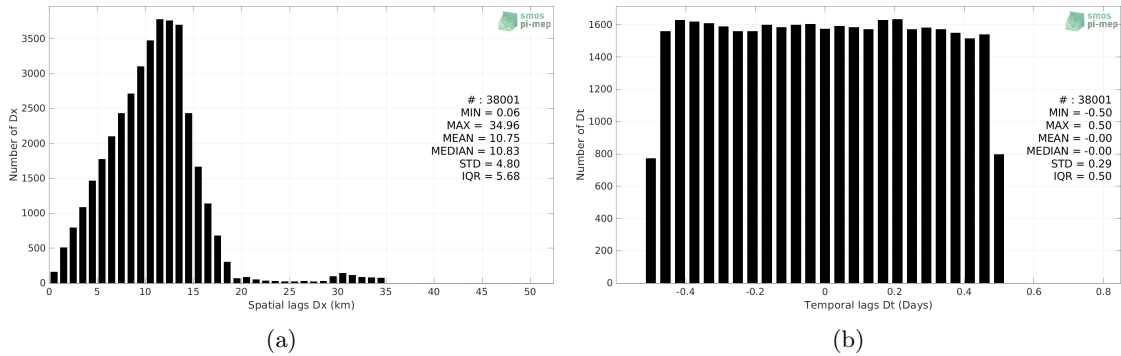 smos
pi-mep
3500
3000
2500
2000
1500
1000
500
0
Number of Dx
# : 38001
MIN = 0.06
MAX = 34.96
MEAN = 10.75
MEDIAN = 10.83
STD = 4.80
IQR = 5.68
0 5 10 15 20 25 30 35 40 45 50
Spatial lags Dx (km)
(a)
smos
pi-mep
1600
1400
1200
1000
800
600
400
200
0
Number of Dt
# : 38001
MIN = -0.50
MAX = 0.50
MEAN = -0.00
MEDIAN = -0.00
STD = 0.29
IQR = 0.50
-0.4 -0.2 0 0.2 0.4 0.6 0.8
Temporal lags Dt (Days)
(b)